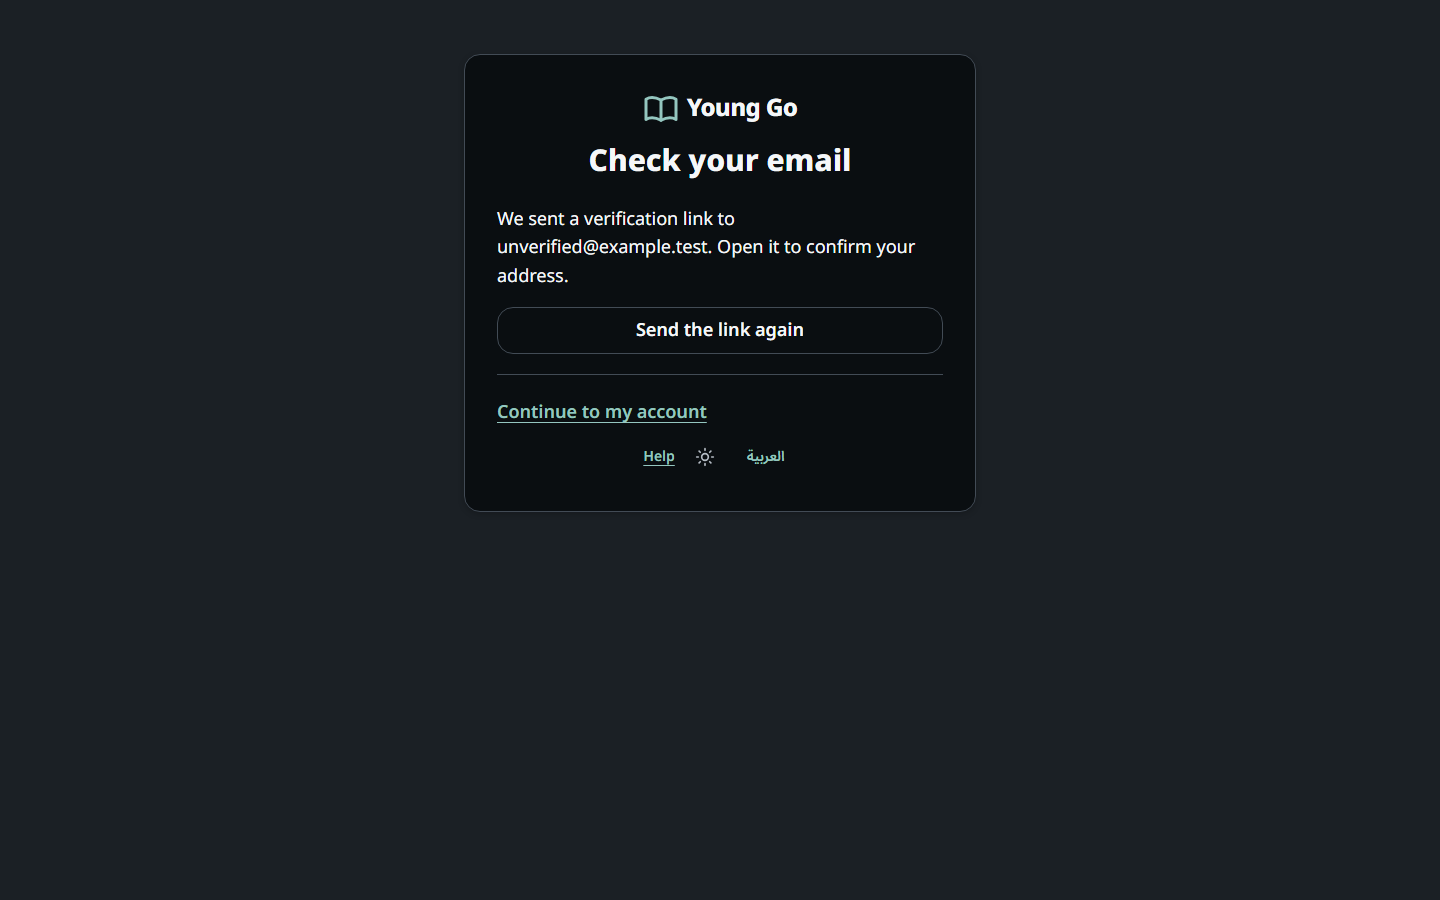 Young Go
Check your email
We sent a verification link to
unverified@example.test. Open it to confirm your
address.
Send the link again
Continue to my account
Help
العربية